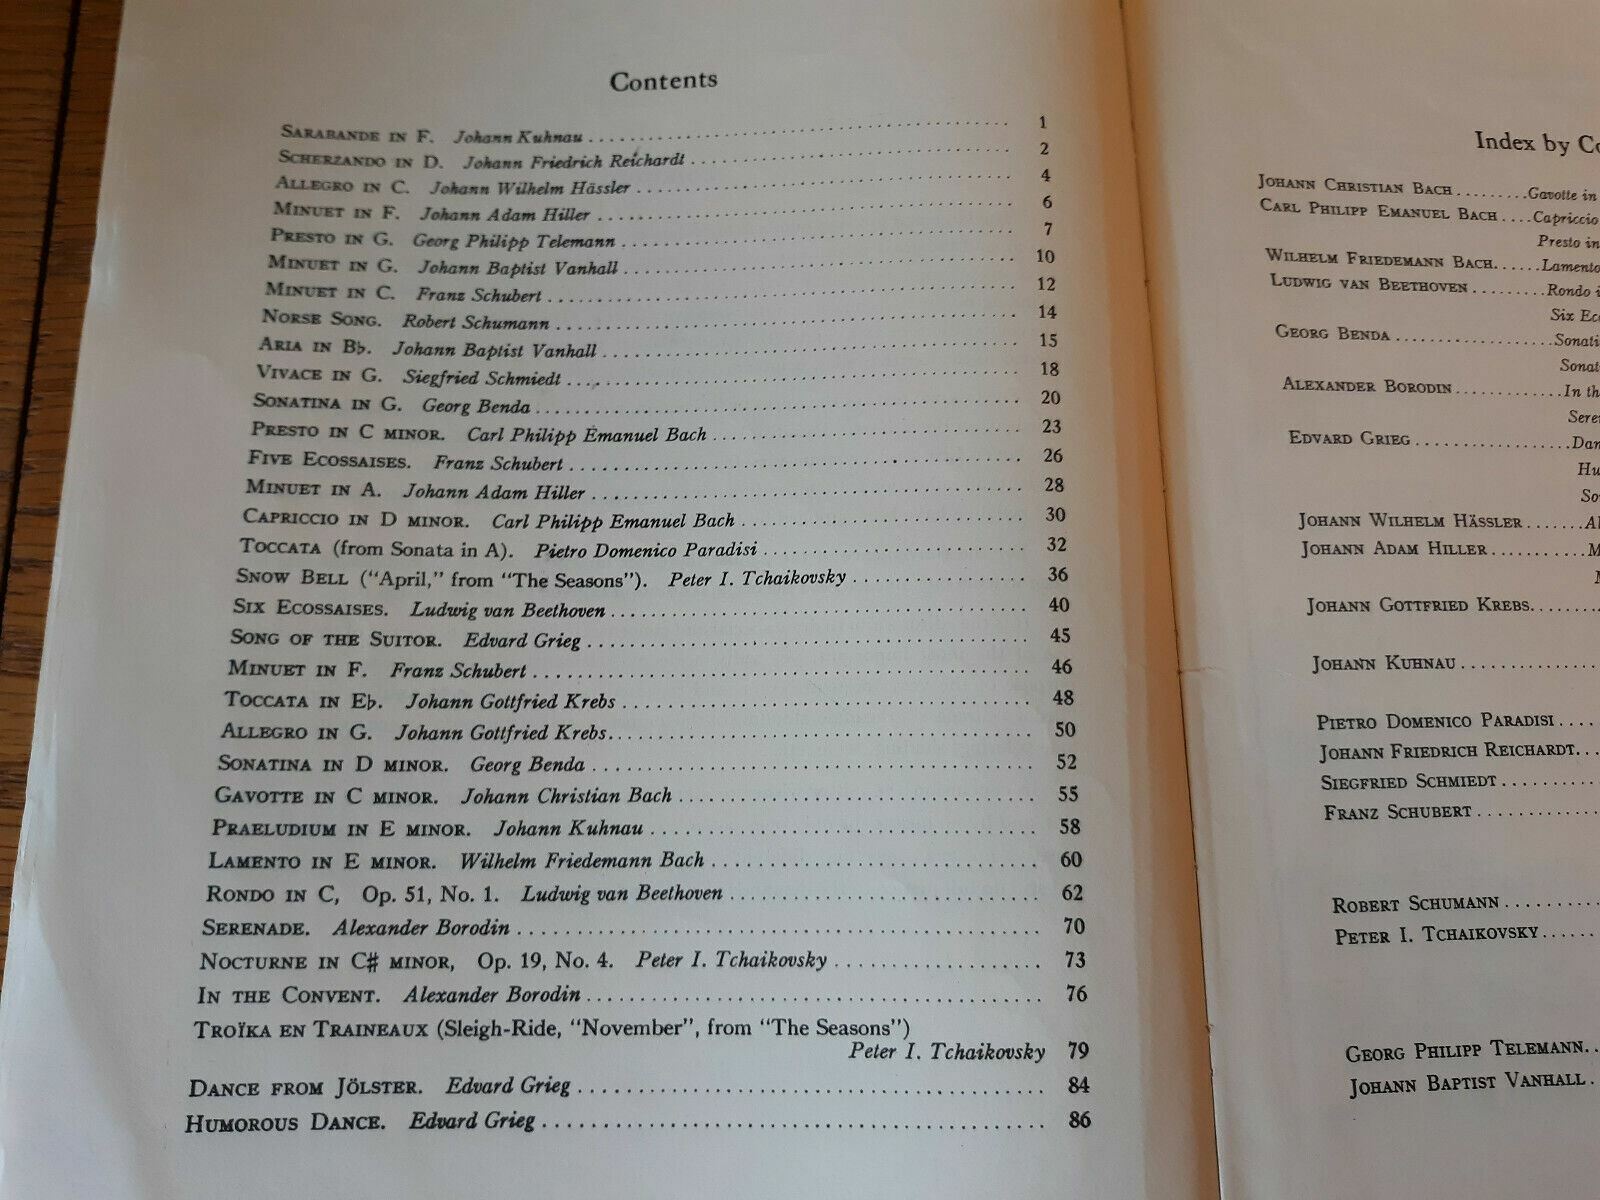 Contents
SARABANDE IN F. Johann Kuhnau 1
SCHERZANDO IN D. Johann Friedrich Reichardt 2
ALLEGRO IN C. Johann Wilhelm Hässler 4
MINUET IN F. Johann Adam Hiller 6
PRESTO IN G. Georg Philipp Telemann 7
MINUET IN G. Johann Baptist Vanhall 10
MINUET IN C. Franz Schubert 12
NORSE SONG. Robert Schumann 14
ARIA IN B♭. Johann Baptist Vanhall 15
VIVACE IN G. Siegfried Schmiedt 18
SONATINA IN G. Georg Benda 20
PRESTO IN C MINOR. Carl Philipp Emanuel Bach 23
FIVE ECOSSAISES. Franz Schubert 26
MINUET IN A. Johann Adam Hiller 28
CAPRICCIO IN D MINOR. Carl Philipp Emanuel Bach 30
TOCCATA (from Sonata in A). Pietro Domenico Paradisi 32
SNOW BELL ("April," from "The Seasons"). Peter I. Tchaikovsky 36
SIX ECOSSAISES. Ludwig van Beethoven 40
SONG OF THE SUITOR. Edvard Grieg 45
MINUET IN F. Franz Schubert 46
TOCCATA IN E♭. Johann Gottfried Krebs 48
ALLEGRO IN G. Johann Gottfried Krebs 50
SONATINA IN D MINOR. Georg Benda 52
GAVOTTE IN C MINOR. Johann Christian Bach 55
PRAELUDIUM IN E MINOR. Johann Kuhnau 58
LAMENTO IN E MINOR. Wilhelm Friedemann Bach 60
RONDO IN C, Op. 51, No. 1. Ludwig van Beethoven 62
SERENADE. Alexander Borodin 70
NOCTURNE IN C♯ MINOR, Op. 19, No. 4. Peter I. Tchaikovsky 73
IN THE CONVENT. Alexander Borodin 76
TROÏKA EN TRAINEAUX (Sleigh-Ride, "November", from "The Seasons")
Peter I. Tchaikovsky 79
DANCE FROM JÖLSTER. Edvard Grieg 84
HUMOROUS DANCE. Edvard Grieg 86
Index by
JOHANN CHRISTIAN BACH Gavotte in
CARL PHILIPP EMANUEL BACH Capriccio
Presto in
WILHELM FRIEDEMANN BACH Lamento
LUDWIG VAN BEETHOVEN Rondo
Six
GEORG BENDA
ALEXANDER BORODIN In
EDVARD GRIEG
JOHANN WILHELM HÄSSLER
JOHANN ADAM HILLER
JOHANN GOTTFRIED KREBS
JOHANN KUHNAU
PIETRO DOMENICO PARADISI
JOHANN FRIEDRICH REICHARDT
SIEGFRIED SCHMIEDT
FRANZ SCHUBERT
ROBERT SCHUMANN
PETER I. TCHAIKOVSKY
GEORG PHILIPP TELEMANN
JOHANN BAPTIST VANHALL